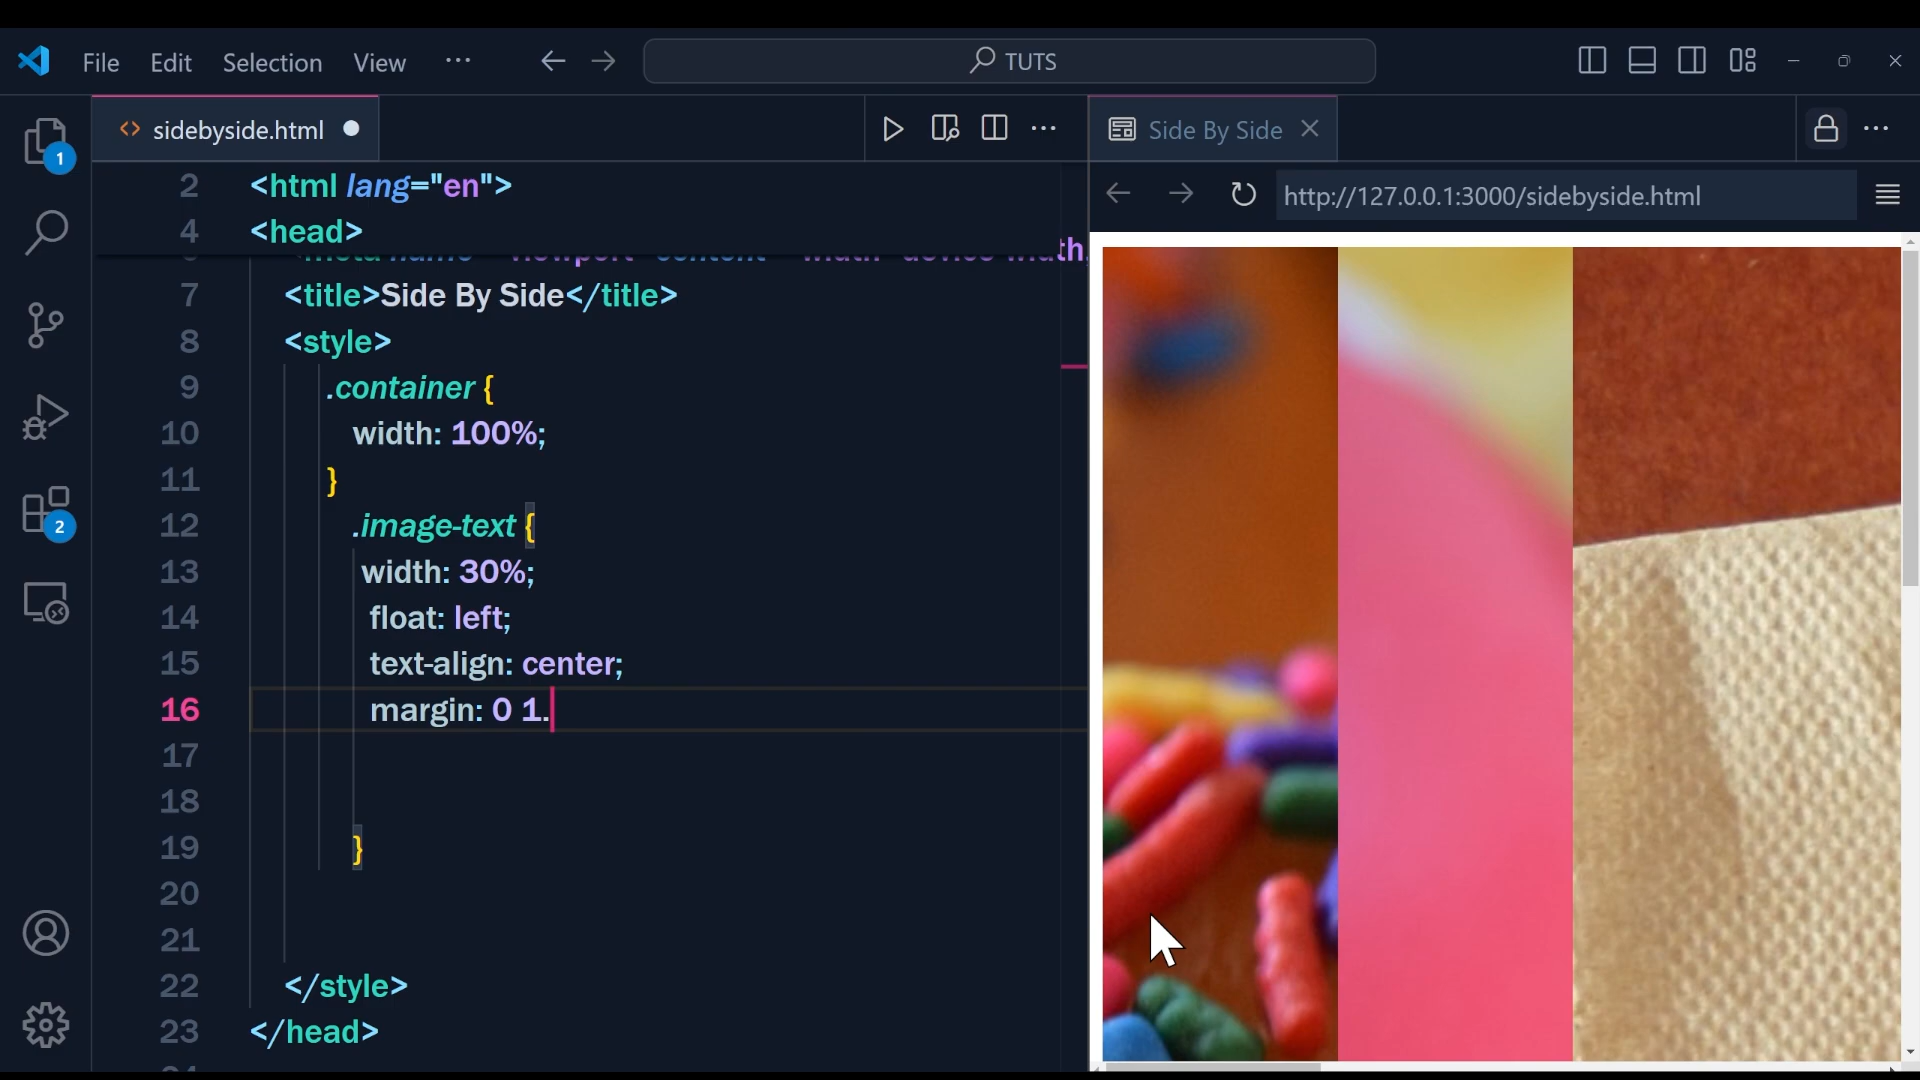 File Edit Selection View ··· TUTS
sidebyside.html
Side By Side
http://127.0.0.1:3000/sidebyside.html
1
2
2 <html lang="en">
4 <head>
7 <title>Side By Side</title>
8 <style>
9 .container {
10 width: 100%;
11 }
12 .image-text {
13 width: 30%;
14 float: left;
15 text-align: center;
16 margin: 0 1.
17
18
19 }
20
21
22 </style>
23 </head>